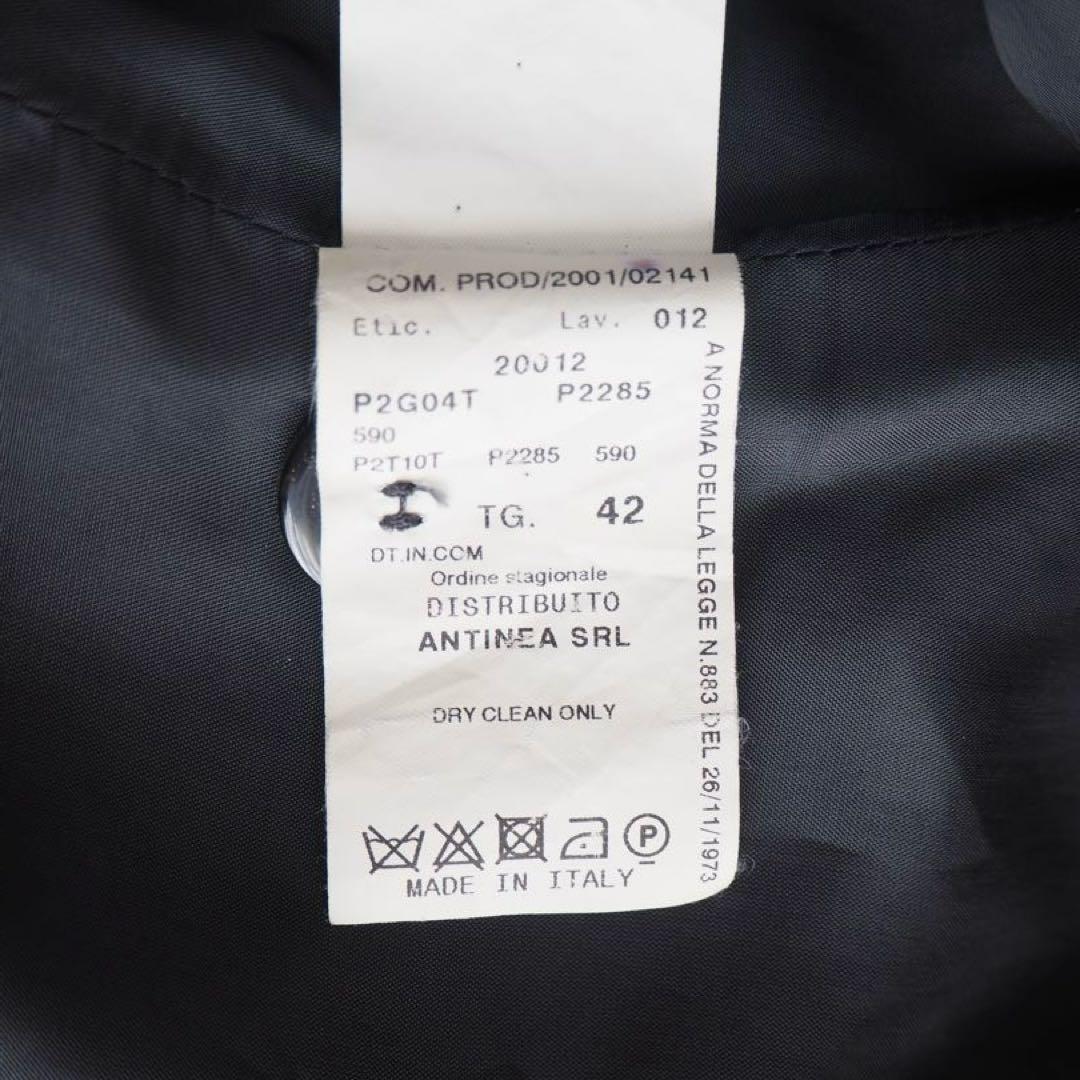 COM. PROD/2001/02141
Etic. Lav. 012
20012
P2G04T P2285
590
P2T10T P2285 590
TG. 42
DT.IN.COM
Ordine stagionale
DISTRIBUITO
ANTINEA SRL
DRY CLEAN ONLY
P
MADE IN ITALY
A NORMA DELLA LEGGE N.883 DEL 26/11/1973